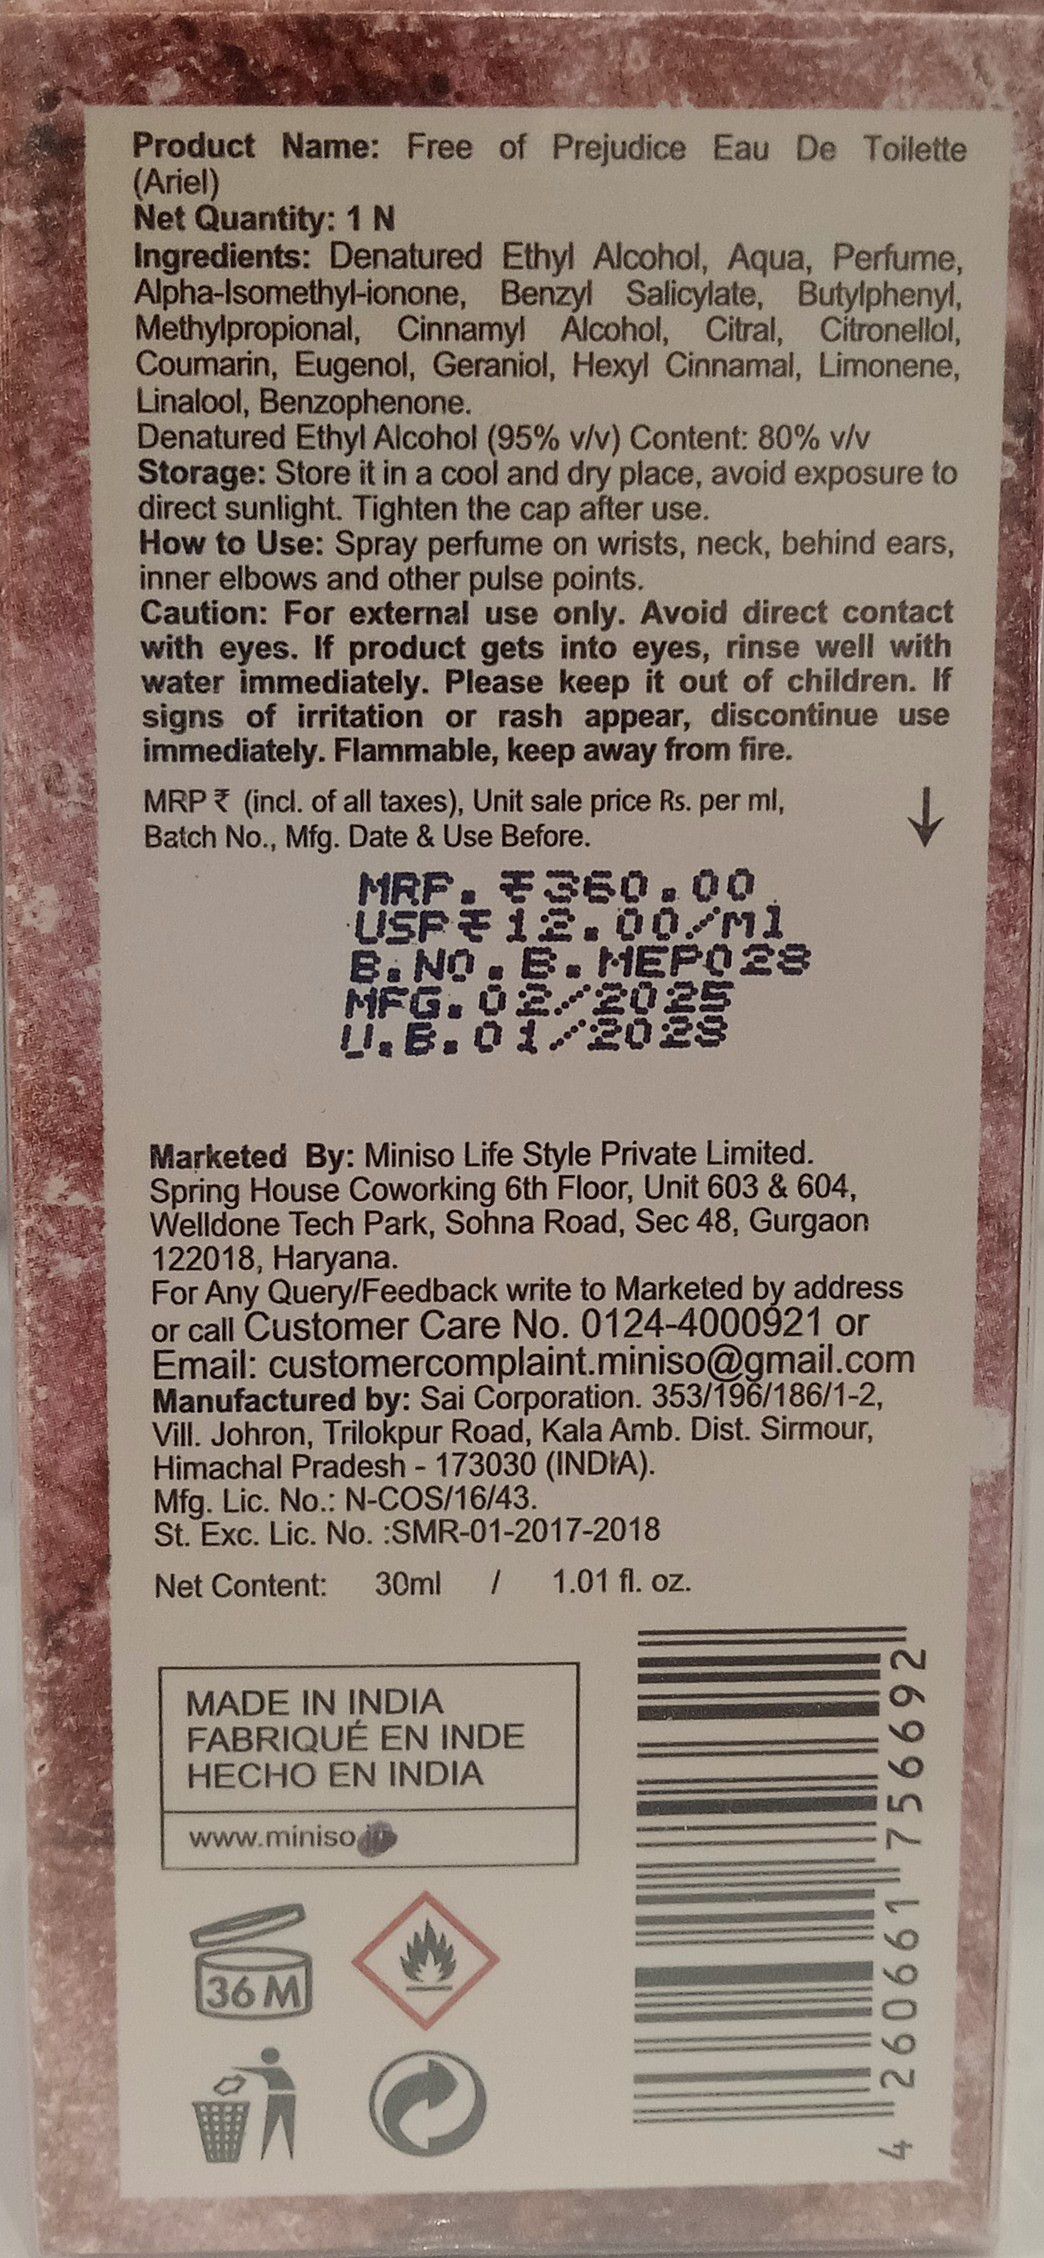 Product Name: Free of Prejudice Eau De Toilette
(Ariel)
Net Quantity: 1 N
Ingredients: Denatured Ethyl Alcohol, Aqua, Perfume,
Alpha-Isomethyl-ionone, Benzyl Salicylate, Butylphenyl,
Methylpropional, Cinnamyl Alcohol, Citral, Citronellol,
Coumarin, Eugenol, Geraniol, Hexyl Cinnamal, Limonene,
Linalool, Benzophenone.
Denatured Ethyl Alcohol (95% v/v) Content: 80% v/v
Storage: Store it in a cool and dry place, avoid exposure to
direct sunlight. Tighten the cap after use.
How to Use: Spray perfume on wrists, neck, behind ears,
inner elbows and other pulse points.
Caution: For external use only. Avoid direct contact
with eyes. If product gets into eyes, rinse well with
water immediately. Please keep it out of children. If
signs of irritation or rash appear, discontinue use
immediately. Flammable, keep away from fire.
MRP ₹ (incl. of all taxes), Unit sale price Rs. per ml,
Batch No., Mfg. Date & Use Before.
MRP. ₹360.00
USP₹12.00/Ml
B.NO.B.MEP028
MFG.02/2025
U.B.01/2028
Marketed By: Miniso Life Style Private Limited.
Spring House Coworking 6th Floor, Unit 603 & 604,
Welldone Tech Park, Sohna Road, Sec 48, Gurgaon
122018, Haryana.
For Any Query/Feedback write to Marketed by address
or call Customer Care No. 0124-4000921 or
Email: customercomplaint.miniso@gmail.com
Manufactured by: Sai Corporation. 353/196/186/1-2,
Vill. Johron, Trilokpur Road, Kala Amb. Dist. Sirmour,
Himachal Pradesh - 173030 (INDIA).
Mfg. Lic. No.: N-COS/16/43.
St. Exc. Lic. No. :SMR-01-2017-2018
Net Content: 30ml / 1.01 fl. oz.
MADE IN INDIA
FABRIQUÉ EN INDE
HECHO EN INDIA
www.miniso
36 M
4 260661 756692